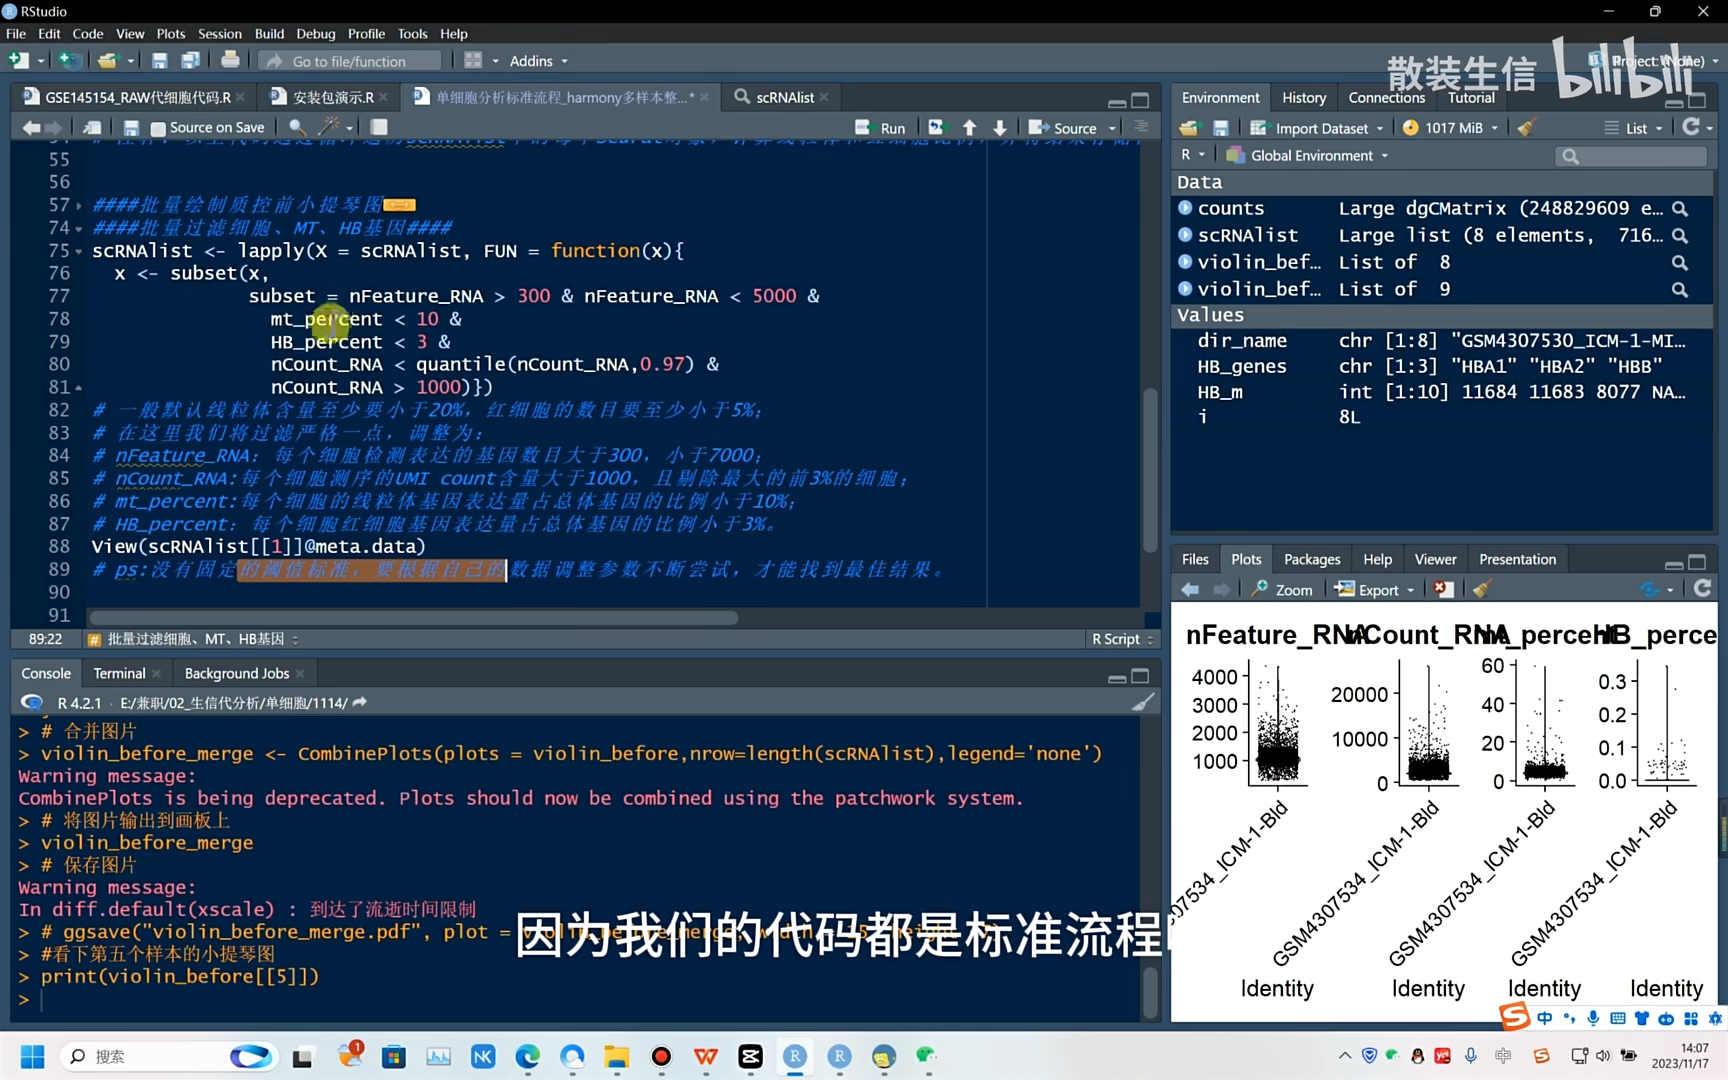 RStudio
File Edit Code View Plots Session Build Debug Profile Tools Help
Go to file/function
Addins
散装生信 bilibili
Project: (None)
GSE145154_RAW代细胞代码.R
安装包演示.R
单细胞分析标准流程_harmony多样本整...*
scRNAlist
Source on Save
Run
Source
55
56
57 ####批量绘制质控前小提琴图
74 ####批量过滤细胞、MT、HB基因####
75 scRNAlist <- lapply(X = scRNAlist, FUN = function(x){
76 x <- subset(x,
77 subset = nFeature_RNA > 300 & nFeature_RNA < 5000 &
78 mt_percent < 10 &
79 HB_percent < 3 &
80 nCount_RNA < quantile(nCount_RNA,0.97) &
81 nCount_RNA > 1000)})
82 # 一般默认线粒体含量至少要小于20%，红细胞的数目要至少小于5%；
83 # 在这里我们将过滤严格一点，调整为：
84 # nFeature_RNA: 每个细胞检测表达的基因数目大于300，小于7000；
85 # nCount_RNA:每个细胞测序的UMI count含量大于1000，且剔除最大的前3%的细胞；
86 # mt_percent:每个细胞的线粒体基因表达量占总体基因的比例小于10%；
87 # HB_percent: 每个细胞红细胞基因表达量占总体基因的比例小于3%。
88 View(scRNAlist[[1]]@meta.data)
89 # ps:没有固定的阈值标准，要根据自己的数据调整参数不断尝试，才能找到最佳结果。
90
91
89:22
# 批量过滤细胞、MT、HB基因
R Script
Console Terminal Background Jobs
R 4.2.1 · E:/兼职/02_生信代分析/单细胞/1114/
> # 合并图片
> violin_before_merge <- CombinePlots(plots = violin_before,nrow=length(scRNAlist),legend='none')
Warning message:
CombinePlots is being deprecated. Plots should now be combined using the patchwork system.
> # 将图片输出到画板上
> violin_before_merge
> # 保存图片
Warning message:
In diff.default(xscale) : 到达了流逝时间限制
> # ggsave("violin_before_merge.pdf", plot =
> #看下第五个样本的小提琴图
> print(violin_before[[5]])
>
因为我们的代码都是标准流程
Environment History Connections Tutorial
Import Dataset
1017 MiB
List
R
Global Environment
Data
counts Large dgCMatrix (248829609 e…
scRNAlist Large list (8 elements, 716…
violin_bef… List of 8
violin_bef… List of 9
Values
dir_name chr [1:8] "GSM4307530_ICM-1-MI…
HB_genes chr [1:3] "HBA1" "HBA2" "HBB"
HB_m int [1:10] 11684 11683 8077 NA…
i 8L
Files Plots Packages Help Viewer Presentation
Zoom
Export
nFeature_RNA nCount_RNA mt_percent HB_perce
4000
3000
2000
1000
20000
10000
0
60
40
20
0
0.3
0.2
0.1
0.0
07534_ICM-1-Bld
GSM4307534_ICM-1-Bld
GSM4307534_ICM-1-Bld
GSM4307534_ICM-1-Bld
Identity Identity Identity Identity
中
搜索
1
NK
中
14:07
2023/11/17